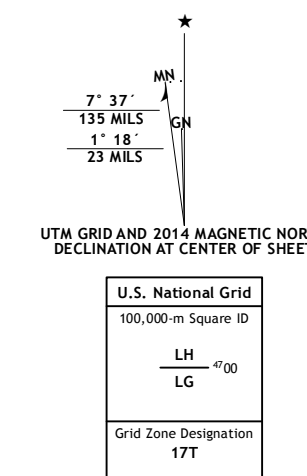 ★
MN
7° 37´
135 MILS
GN
1° 18´
23 MILS
UTM GRID AND 2014 MAGNETIC NOR
DECLINATION AT CENTER OF SHEET
U.S. National Grid
100,000-m Square ID
LH
4700
LG
Grid Zone Designation
17T